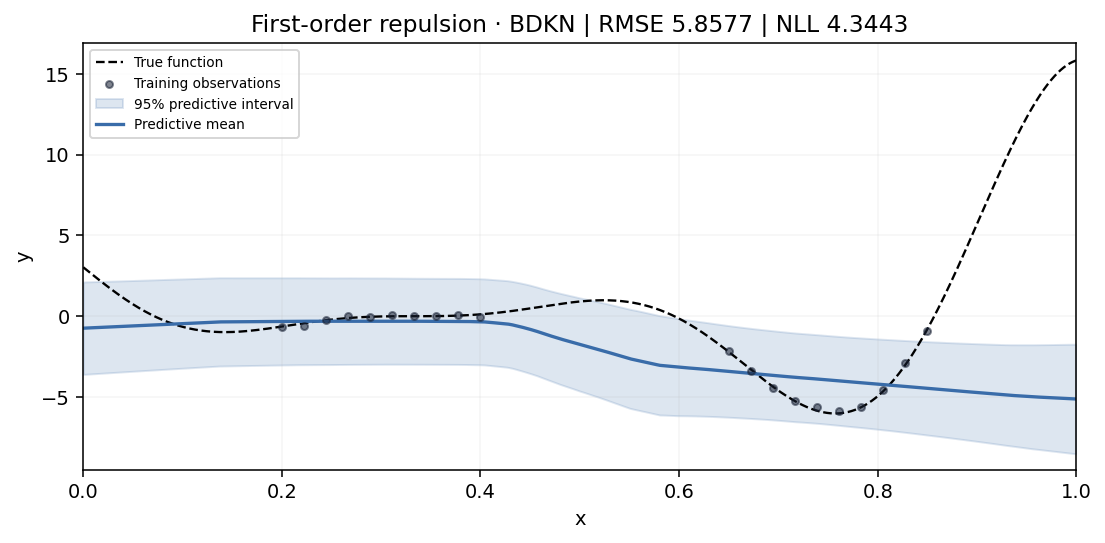 First-order repulsion · BDKN | RMSE 5.8577 | NLL 4.3443
True function
Training observations
95% predictive interval
Predictive mean
15
10
5
0
−5
y
0.0 0.2 0.4 0.6 0.8 1.0
x